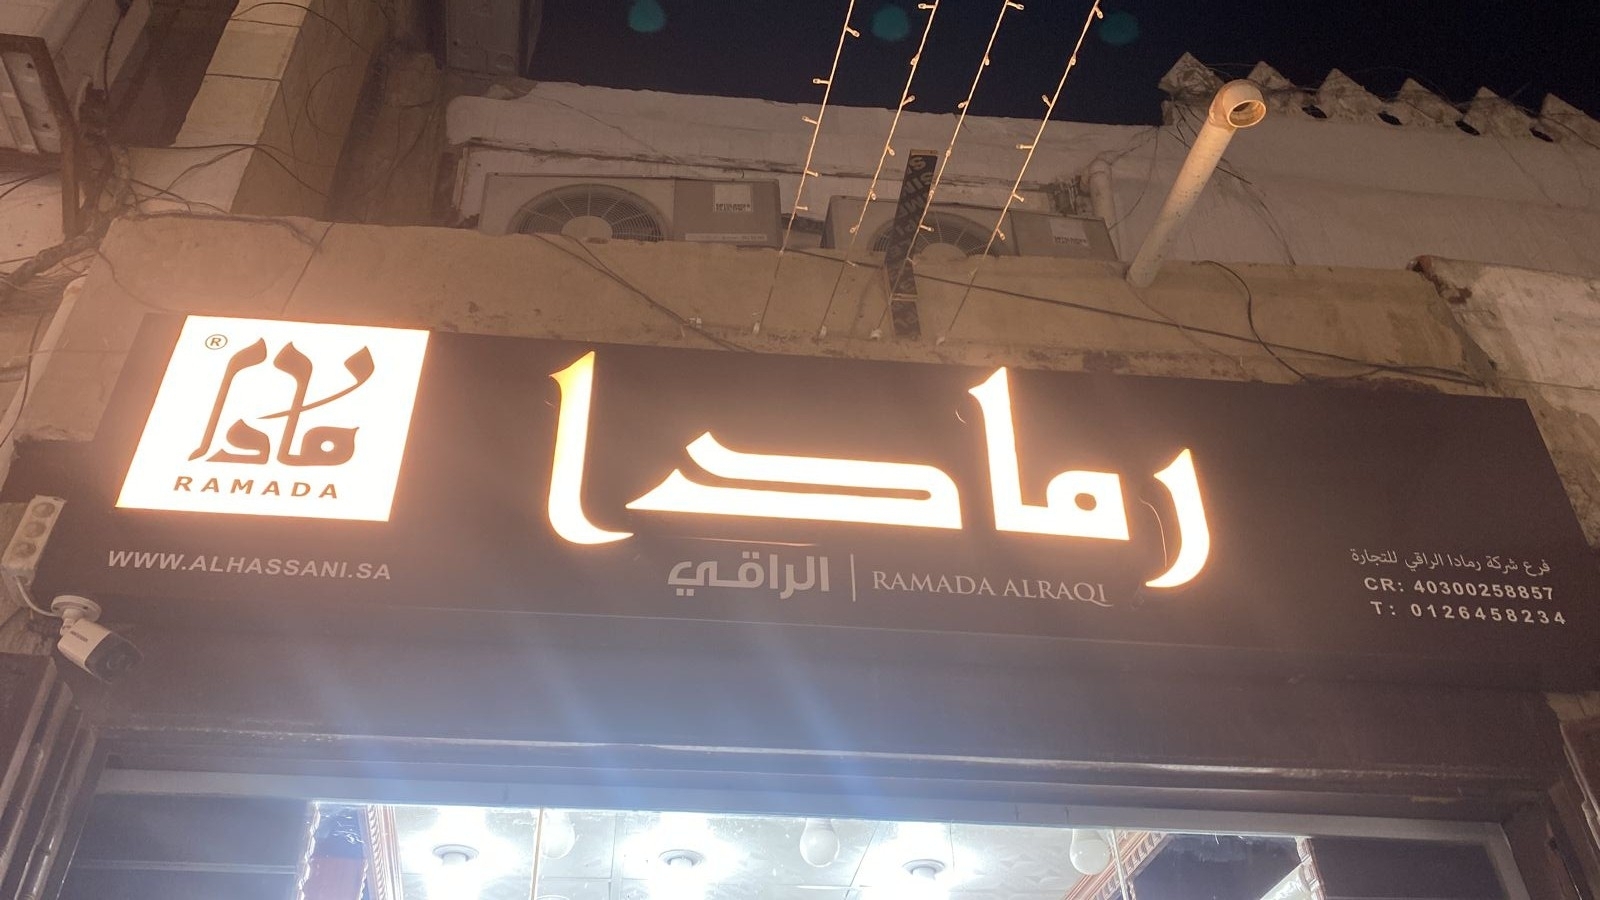 ®
رمادا
RAMADA
WWW.ALHASSANI.SA
رمادا
الراقي | RAMADA ALRAQI
فرع شركة رمادا الراقي للتجارة
CR: 40300258857
T: 0126458234